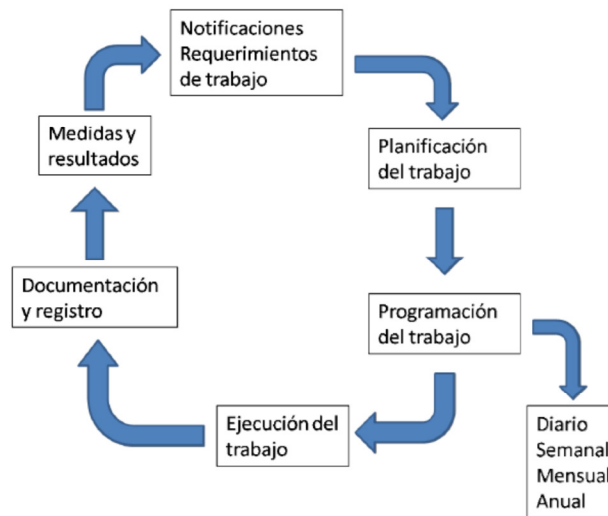 Notificaciones
Requerimientos
de trabajo
Planificación
del trabajo
Programación
del trabajo
Diario
Semanal
Mensual
Anual
Ejecución del
trabajo
Documentación
y registro
Medidas y
resultados